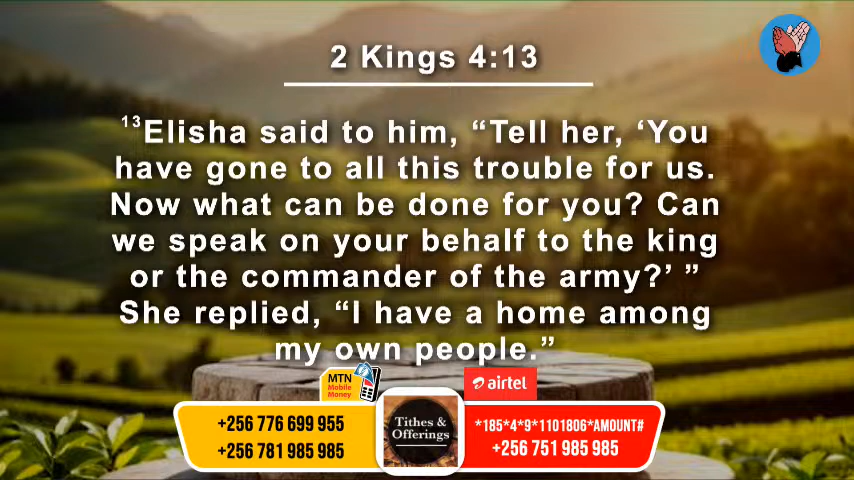 2 Kings 4:13
¹³Elisha said to him, “Tell her, ‘You
have gone to all this trouble for us.
Now what can be done for you? Can
we speak on your behalf to the king
or the commander of the army?’ ”
She replied, “I have a home among
my own people.”
MTN
Mobile
Money
airtel
+256 776 699 955
+256 781 985 985
Tithes &
Offerings
*185*4*9*1101806*AMOUNT#
+256 751 985 985